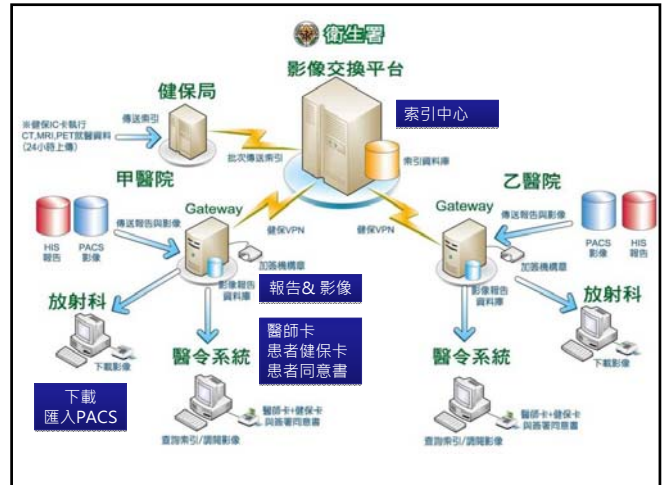 衛生署
影像交換平台
健保局
索引中心
※健保IC卡執行
CT,MRI,PET就醫資料
(24小時上傳)
傳送索引
批次傳送索引
索引資料庫
甲醫院
乙醫院
Gateway
健保VPN
健保VPN
Gateway
傳送報告與影像
傳送報告與影像
HIS
報告
PACS
影像
PACS
影像
HIS
報告
加簽機構章
加簽機構章
影像報告
資料庫
影像報告
資料庫
報告& 影像
放射科
放射科
下載影像
下載影像
醫師卡
患者健保卡
患者同意書
醫令系統
醫令系統
下載
匯入PACS
醫師卡+健保卡
與簽署同意書
醫師卡+健保卡
與簽署同意書
查詢索引/調閱影像
查詢索引/調閱影像